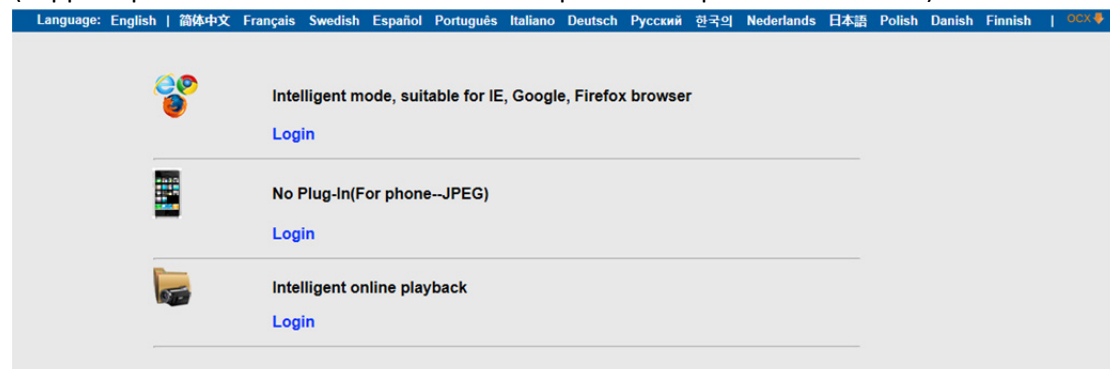 Language: English | 简体中文 Français Swedish Español Português Italiano Deutsch Русский 한국의 Nederlands 日本語 Polish Danish Finnish | OCX
Intelligent mode, suitable for IE, Google, Firefox browser
Login
No Plug-In(For phone--JPEG)
Login
Intelligent online playback
Login